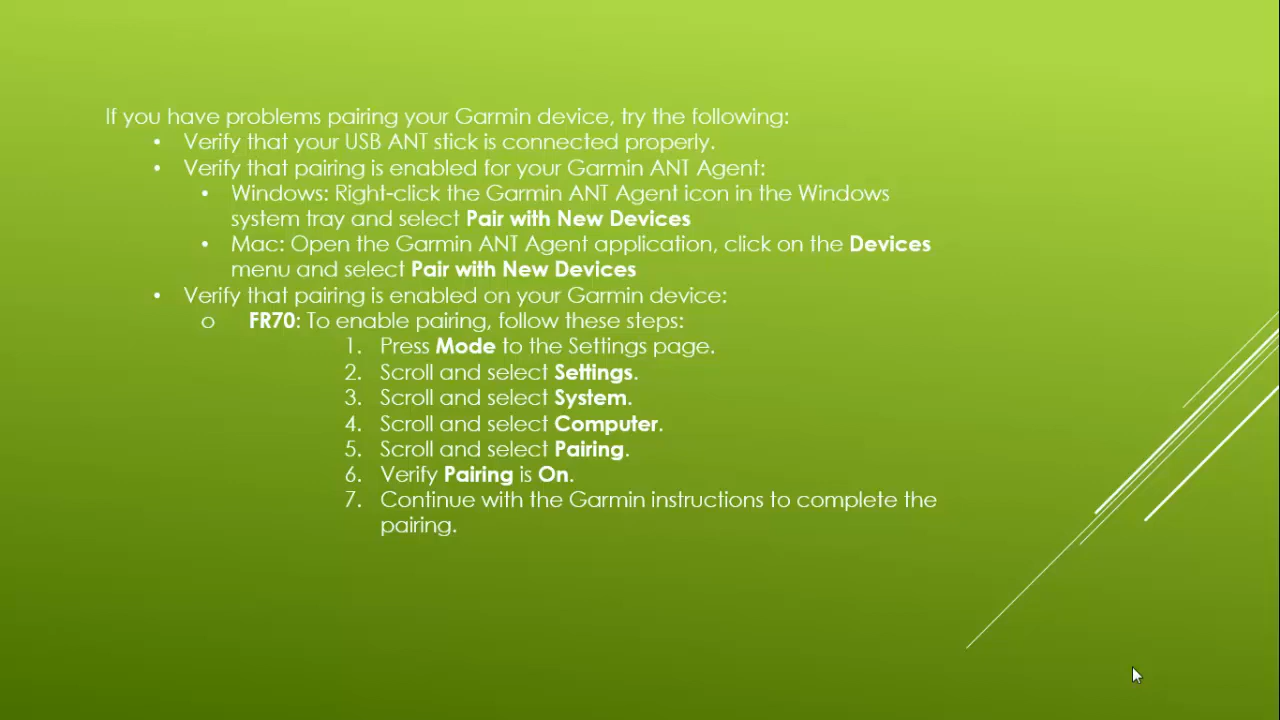 If you have problems pairing your Garmin device, try the following:
• Verify that your USB ANT stick is connected properly.
• Verify that pairing is enabled for your Garmin ANT Agent:
• Windows: Right-click the Garmin ANT Agent icon in the Windows
system tray and select Pair with New Devices
• Mac: Open the Garmin ANT Agent application, click on the Devices
menu and select Pair with New Devices
• Verify that pairing is enabled on your Garmin device:
o FR70: To enable pairing, follow these steps:
1. Press Mode to the Settings page.
2. Scroll and select Settings.
3. Scroll and select System.
4. Scroll and select Computer.
5. Scroll and select Pairing.
6. Verify Pairing is On.
7. Continue with the Garmin instructions to complete the
pairing.